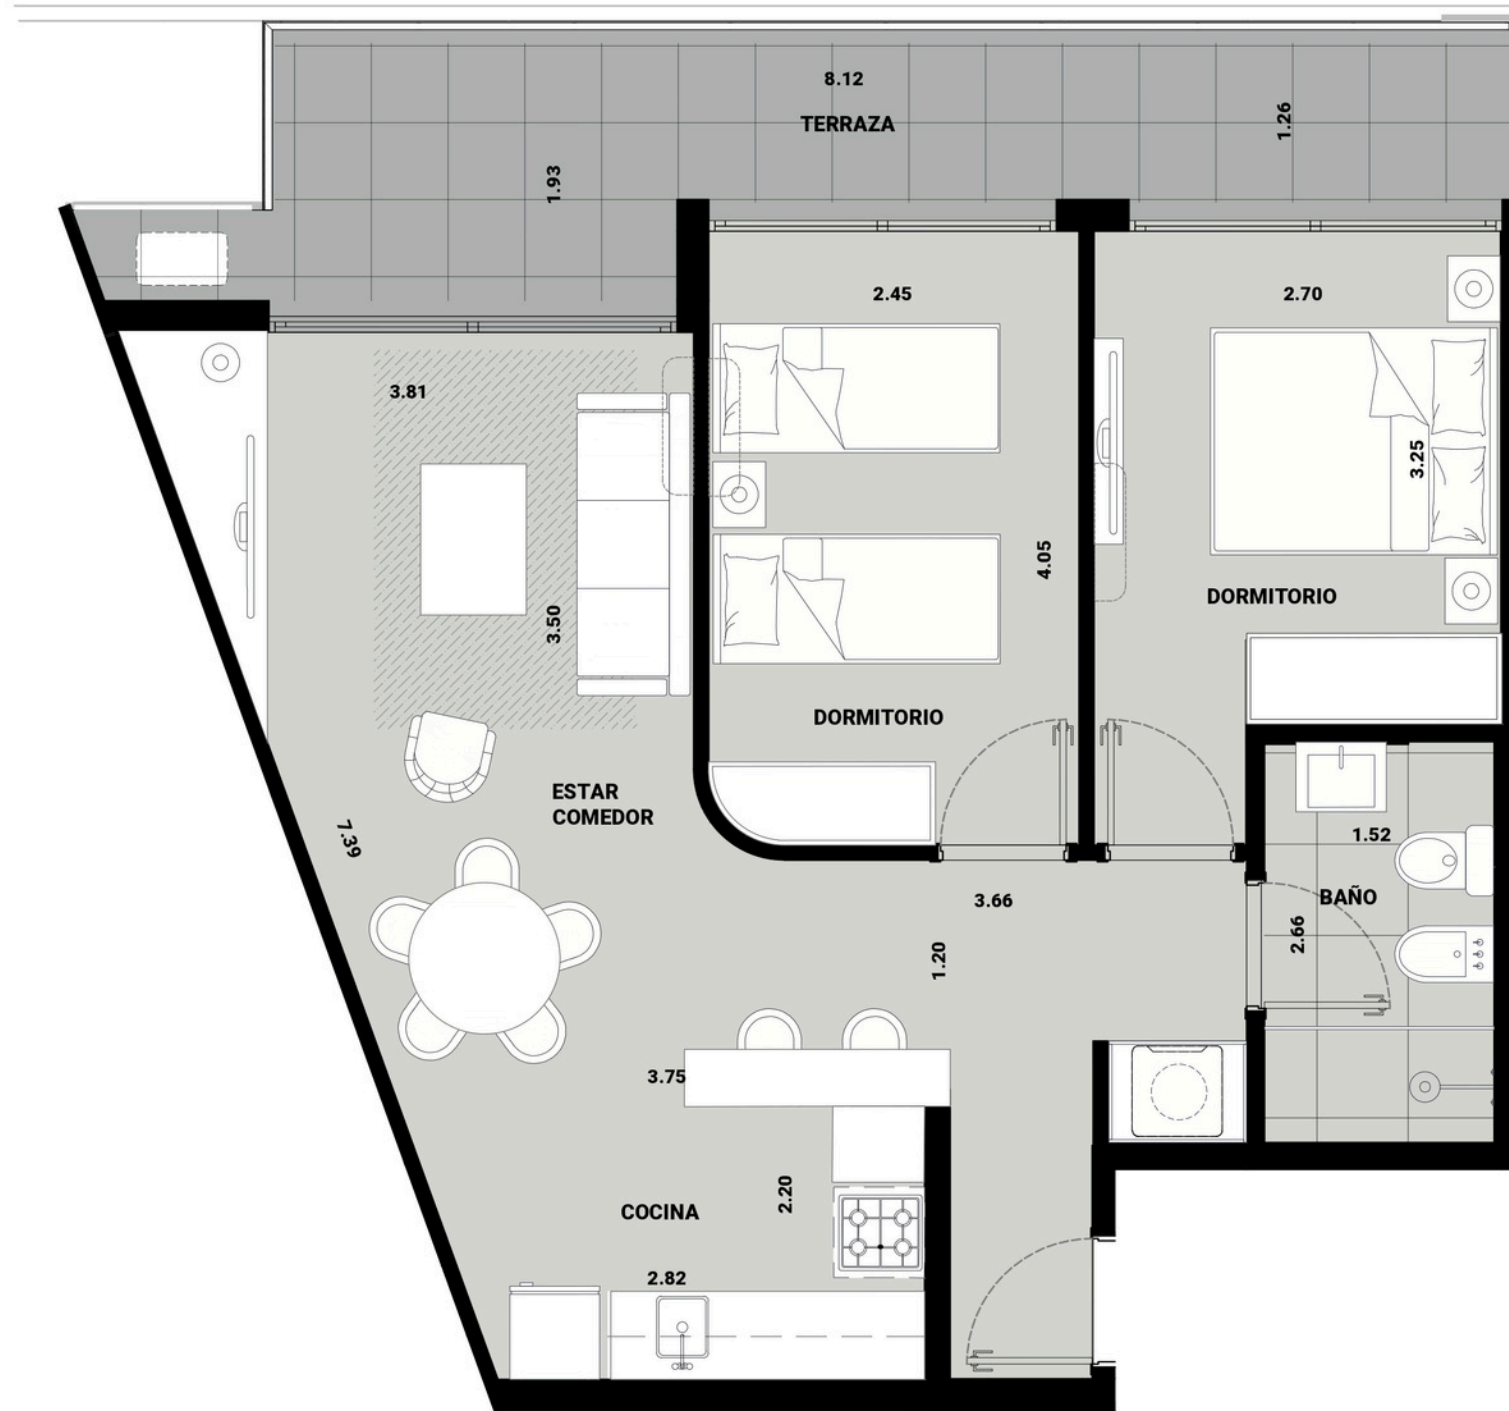 8.12
TERRAZA
1.26
1.93
2.45
2.70
3.81
3.25
4.05
3.50
DORMITORIO
DORMITORIO
ESTAR
COMEDOR
7.39
1.52
BAÑO
3.66
2.66
1.20
3.75
2.20
COCINA
2.82